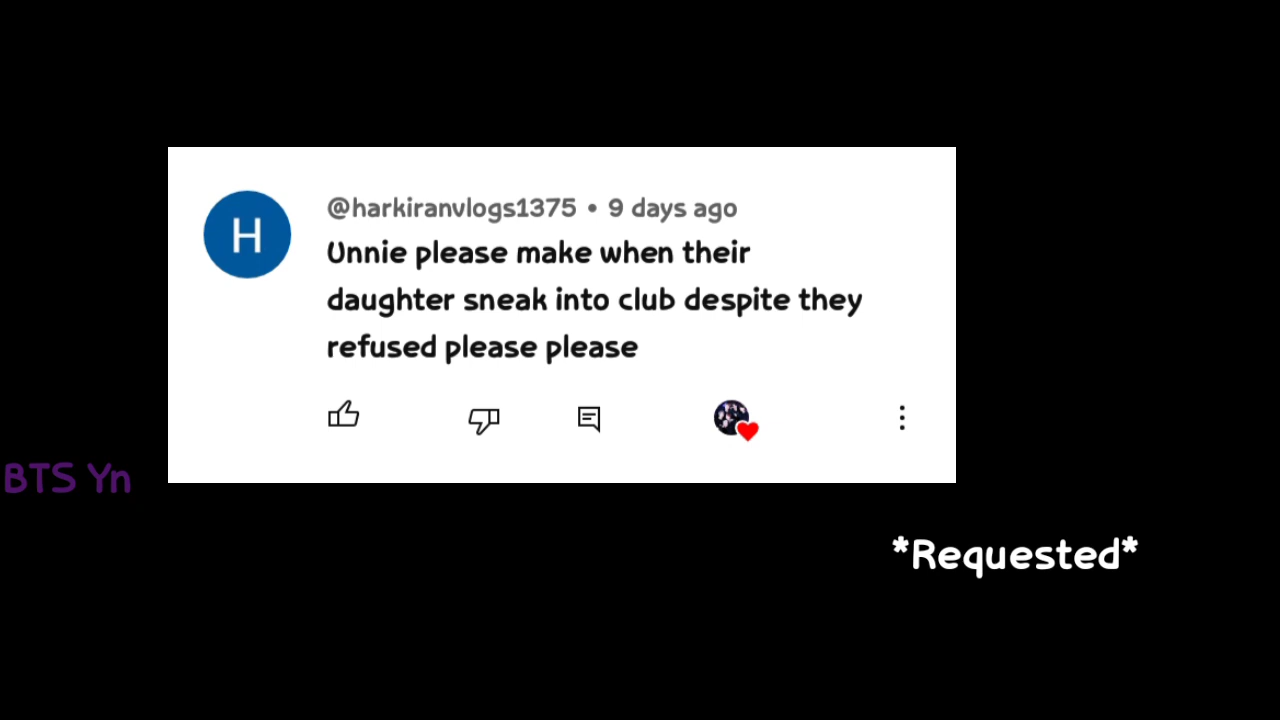 H
@harkiranvlogs1375 • 9 days ago
Unnie please make when their
daughter sneak into club despite they
refused please please
BTS Yn
*Requested*